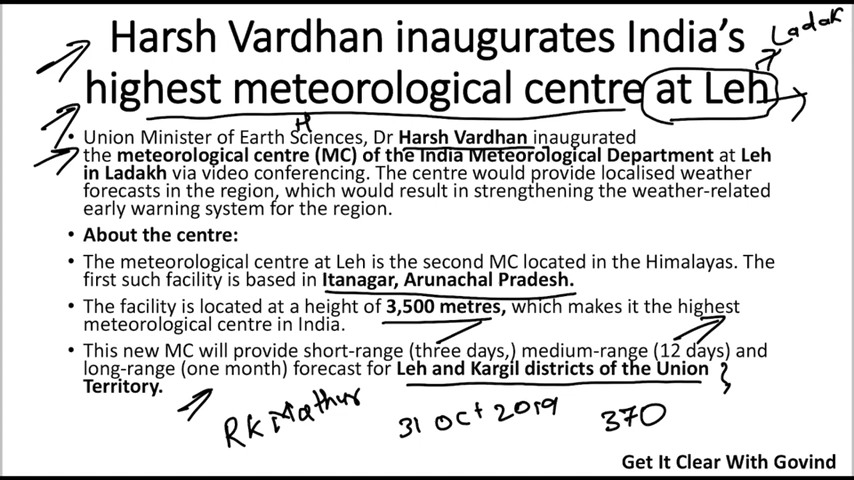 Harsh Vardhan inaugurates India's
Ladak
highest meteorological centre at Leh
H
• Union Minister of Earth Sciences, Dr Harsh Vardhan inaugurated
the meteorological centre (MC) of the India Meteorological Department at Leh
in Ladakh via video conferencing. The centre would provide localised weather
forecasts in the region, which would result in strengthening the weather-related
early warning system for the region.
• About the centre:
• The meteorological centre at Leh is the second MC located in the Himalayas. The
first such facility is based in Itanagar, Arunachal Pradesh.
• The facility is located at a height of 3,500 metres, which makes it the highest
meteorological centre in India.
• This new MC will provide short-range (three days,) medium-range (12 days) and
long-range (one month) forecast for Leh and Kargil districts of the Union
Territory.
RK Mathur 31 Oct 2019 370
Get It Clear With Govind